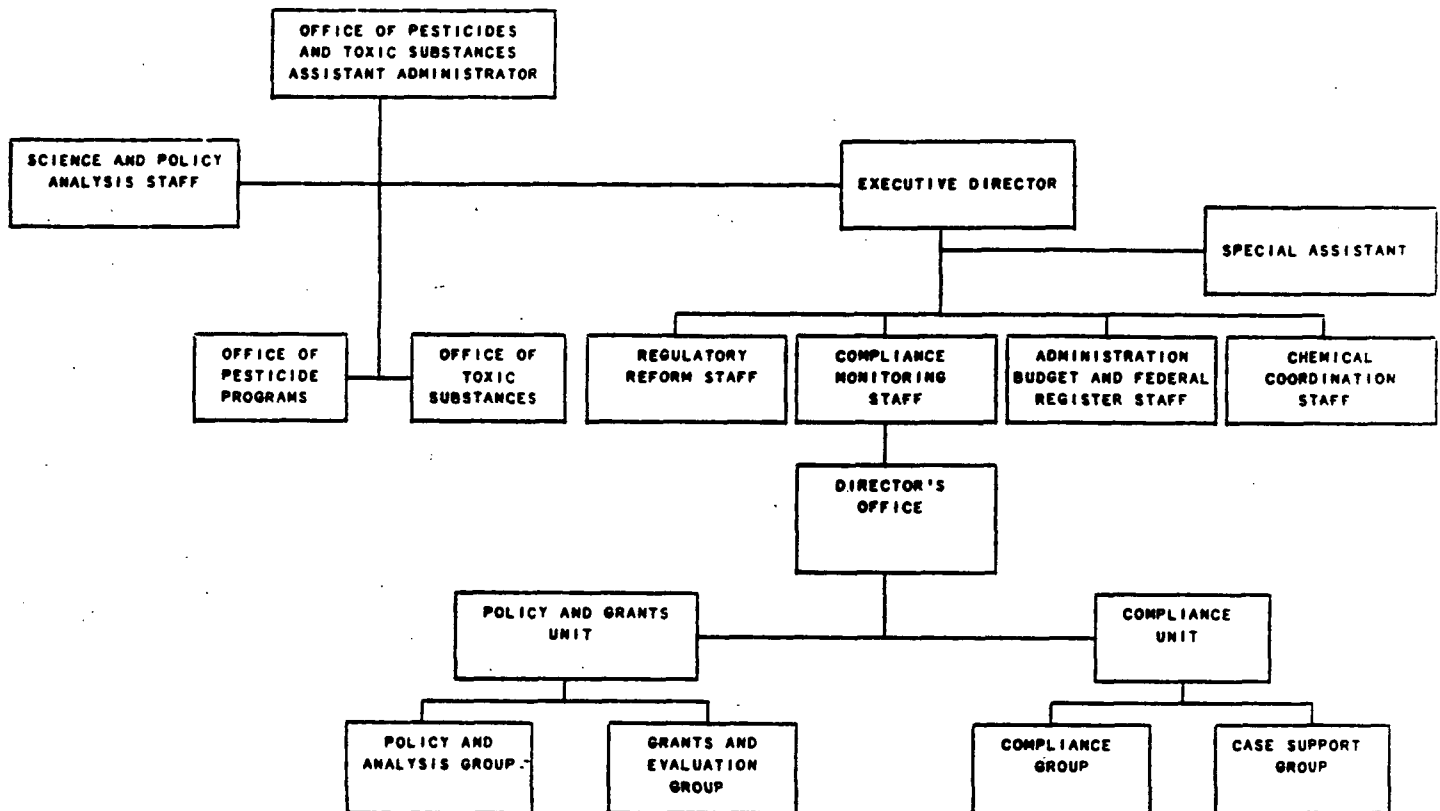 OFFICE OF PESTICIDES
AND TOXIC SUBSTANCES
ASSISTANT ADMINISTRATOR
SCIENCE AND POLICY
ANALYSIS STAFF
EXECUTIVE DIRECTOR
SPECIAL ASSISTANT
OFFICE OF
PESTICIDE
PROGRAMS
OFFICE OF
TOXIC
SUBSTANCES
REGULATORY
REFORM STAFF
COMPLIANCE
MONITORING
STAFF
ADMINISTRATION
BUDGET AND FEDERAL
REGISTER STAFF
CHEMICAL
COORDINATION
STAFF
DIRECTOR'S
OFFICE
POLICY AND GRANTS
UNIT
COMPLIANCE
UNIT
POLICY AND
ANALYSIS GROUP
GRANTS AND
EVALUATION
GROUP
COMPLIANCE
GROUP
CASE SUPPORT
GROUP